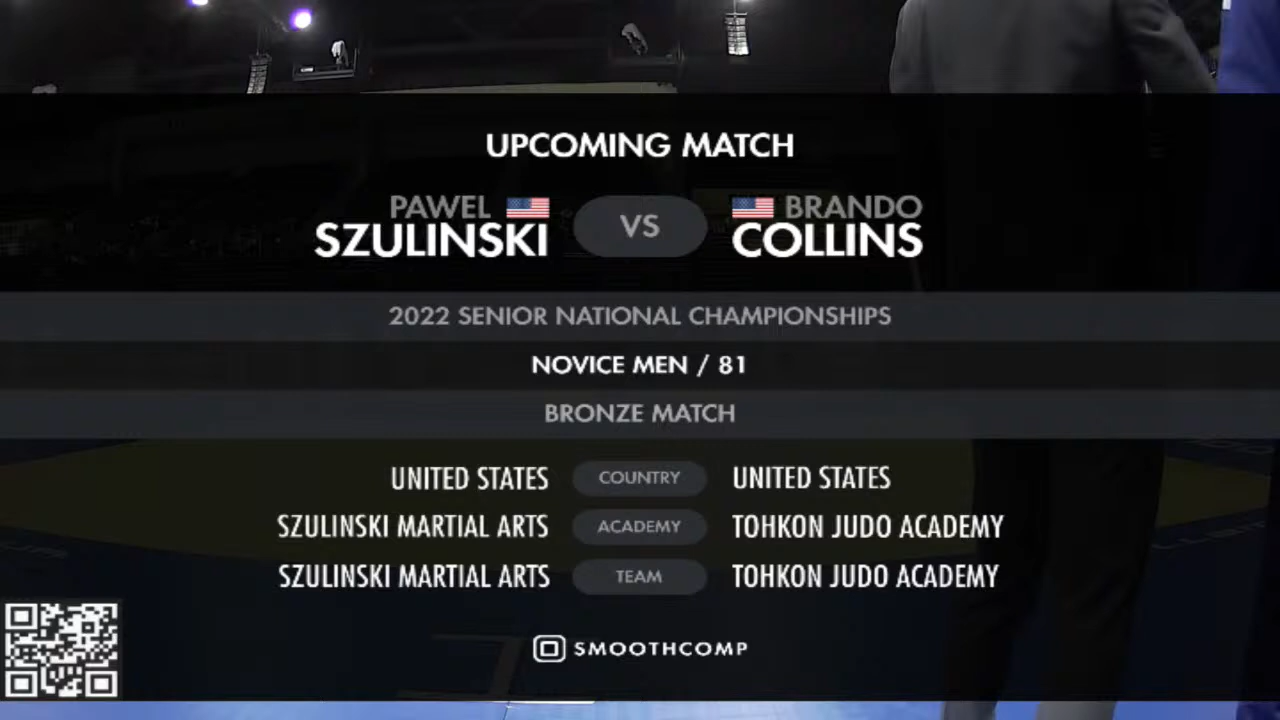 UPCOMING MATCH
PAWEL SZULINSKI VS BRANDO COLLINS
2022 SENIOR NATIONAL CHAMPIONSHIPS
NOVICE MEN / 81
BRONZE MATCH
UNITED STATES COUNTRY UNITED STATES
SZULINSKI MARTIAL ARTS ACADEMY TOHKON JUDO ACADEMY
SZULINSKI MARTIAL ARTS TEAM TOHKON JUDO ACADEMY
SMOOTHCOMP